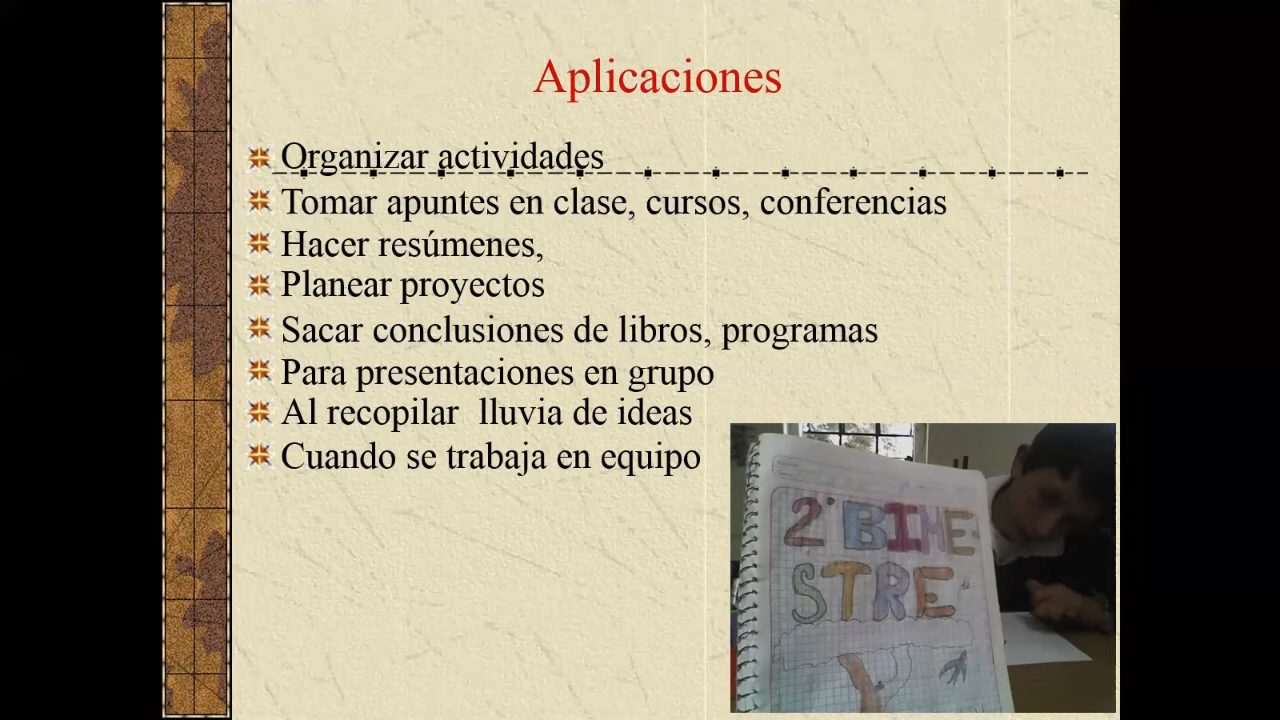 Aplicaciones
Organizar actividades
Tomar apuntes en clase, cursos, conferencias
Hacer resúmenes,
Planear proyectos
Sacar conclusiones de libros, programas
Para presentaciones en grupo
Al recopilar  lluvia de ideas
Cuando se trabaja en equipo
2° BIME
STRE